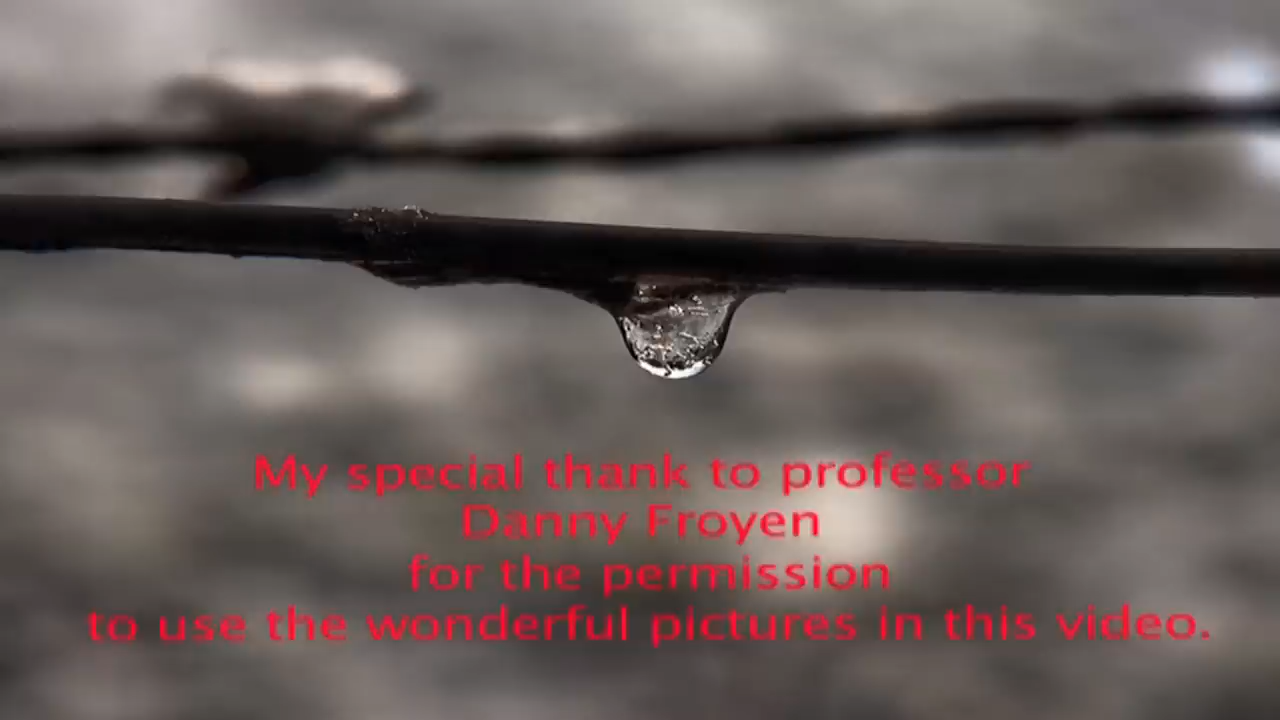 My special thank to professor
Danny Froyen
for the permission
to use the wonderful pictures in this video.